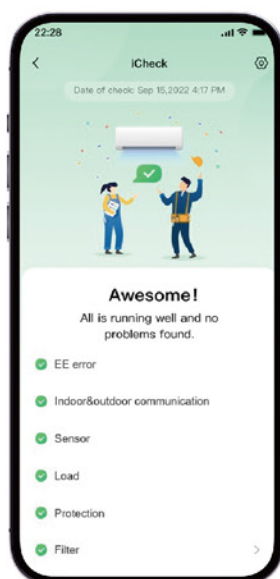 22:28
iCheck
Date of check: Sep 15,2022 4:17 PM
Awesome!
All is running well and no
problems found.
EE error
Indoor&outdoor communication
Sensor
Load
Protection
Filter